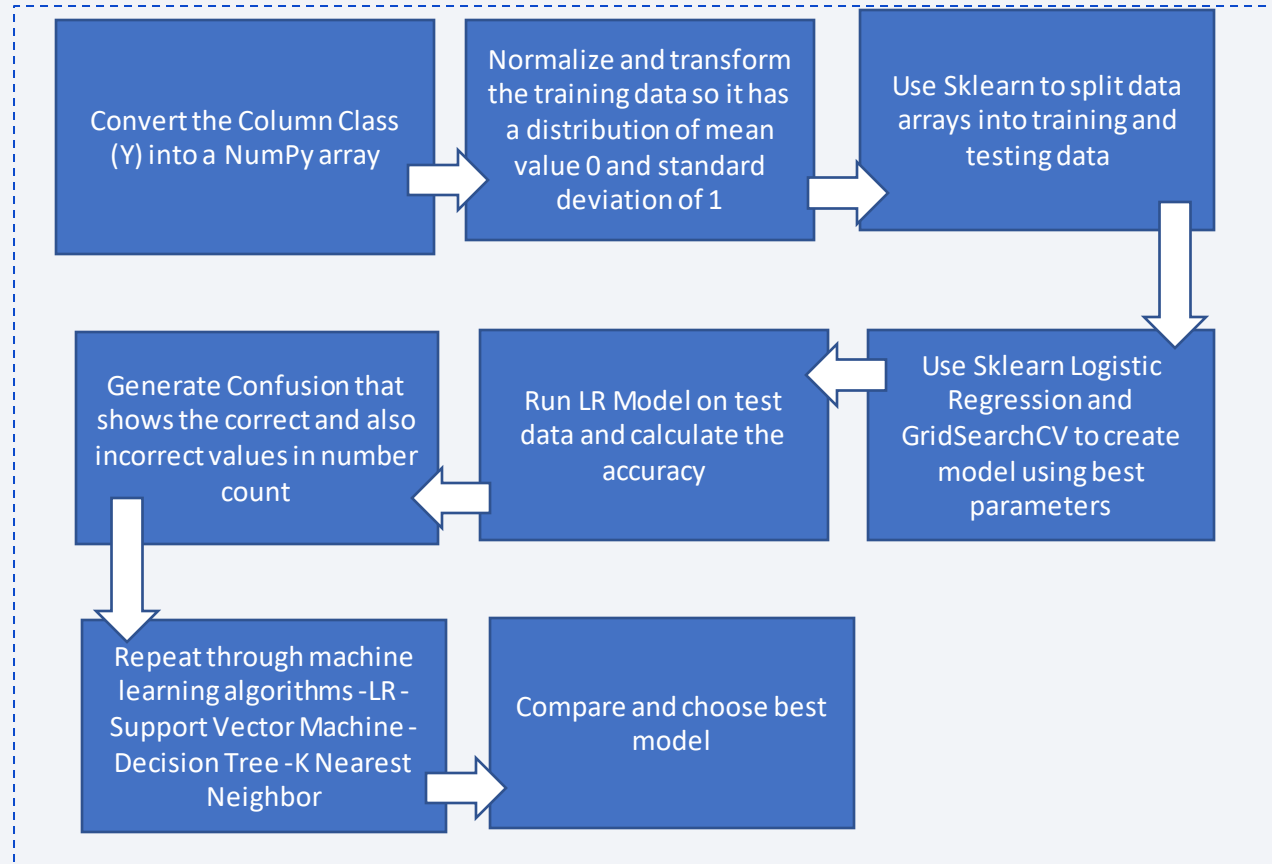 Convert the Column Class
(Y) into a NumPy array
Normalize and transform
the training data so it has
a distribution of mean
value 0 and standard
deviation of 1
Use Sklearn to split data
arrays into training and
testing data
Use Sklearn Logistic
Regression and
GridSearchCV to create
model using best
parameters
Run LR Model on test
data and calculate the
accuracy
Generate Confusion that
shows the correct and also
incorrect values in number
count
Repeat through machine
learning algorithms -LR -
Support Vector Machine -
Decision Tree -K Nearest
Neighbor
Compare and choose best
model